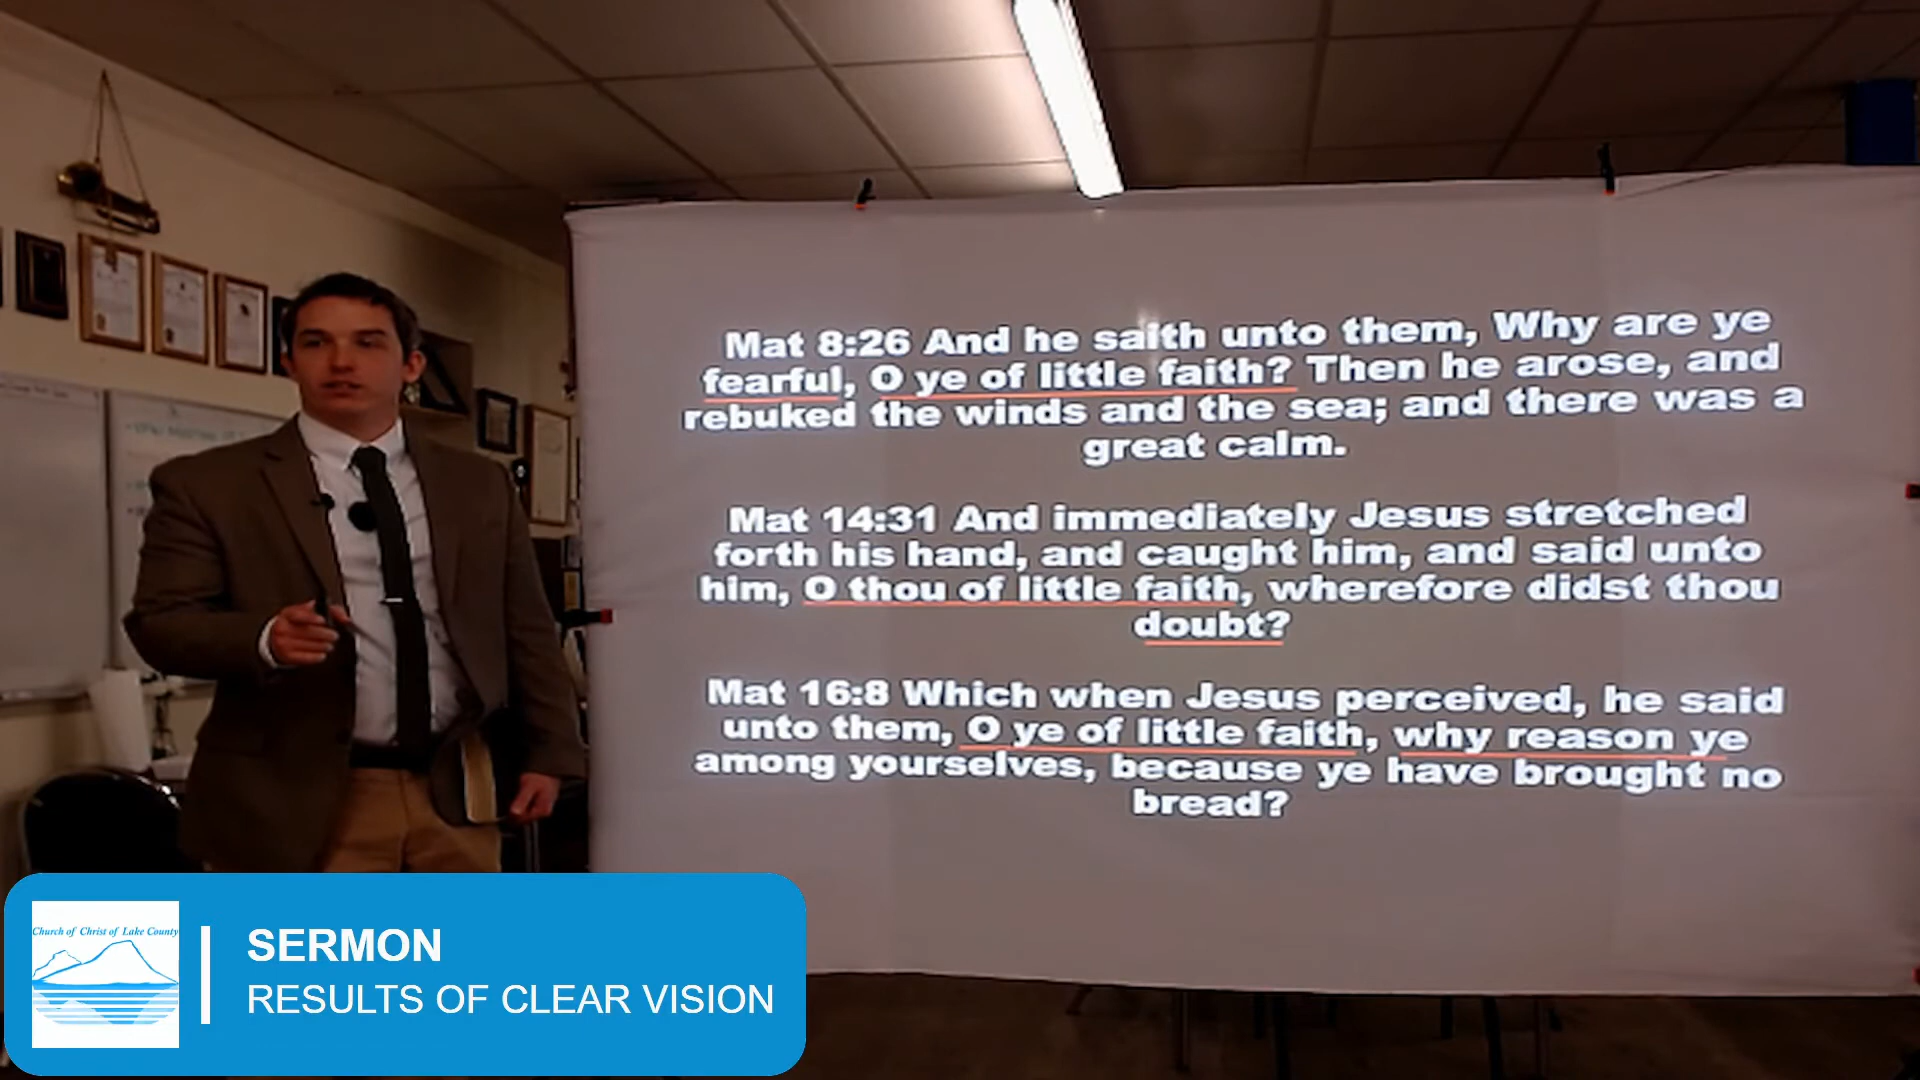 Mat 8:26 And he saith unto them, Why are ye
fearful, O ye of little faith? Then he arose, and
rebuked the winds and the sea; and there was a
great calm.
Mat 14:31 And immediately Jesus stretched
forth his hand, and caught him, and said unto
him, O thou of little faith, wherefore didst thou
doubt?
Mat 16:8 Which when Jesus perceived, he said
unto them, O ye of little faith, why reason ye
among yourselves, because ye have brought no
bread?
Church of Christ of Lake County
SERMON
RESULTS OF CLEAR VISION